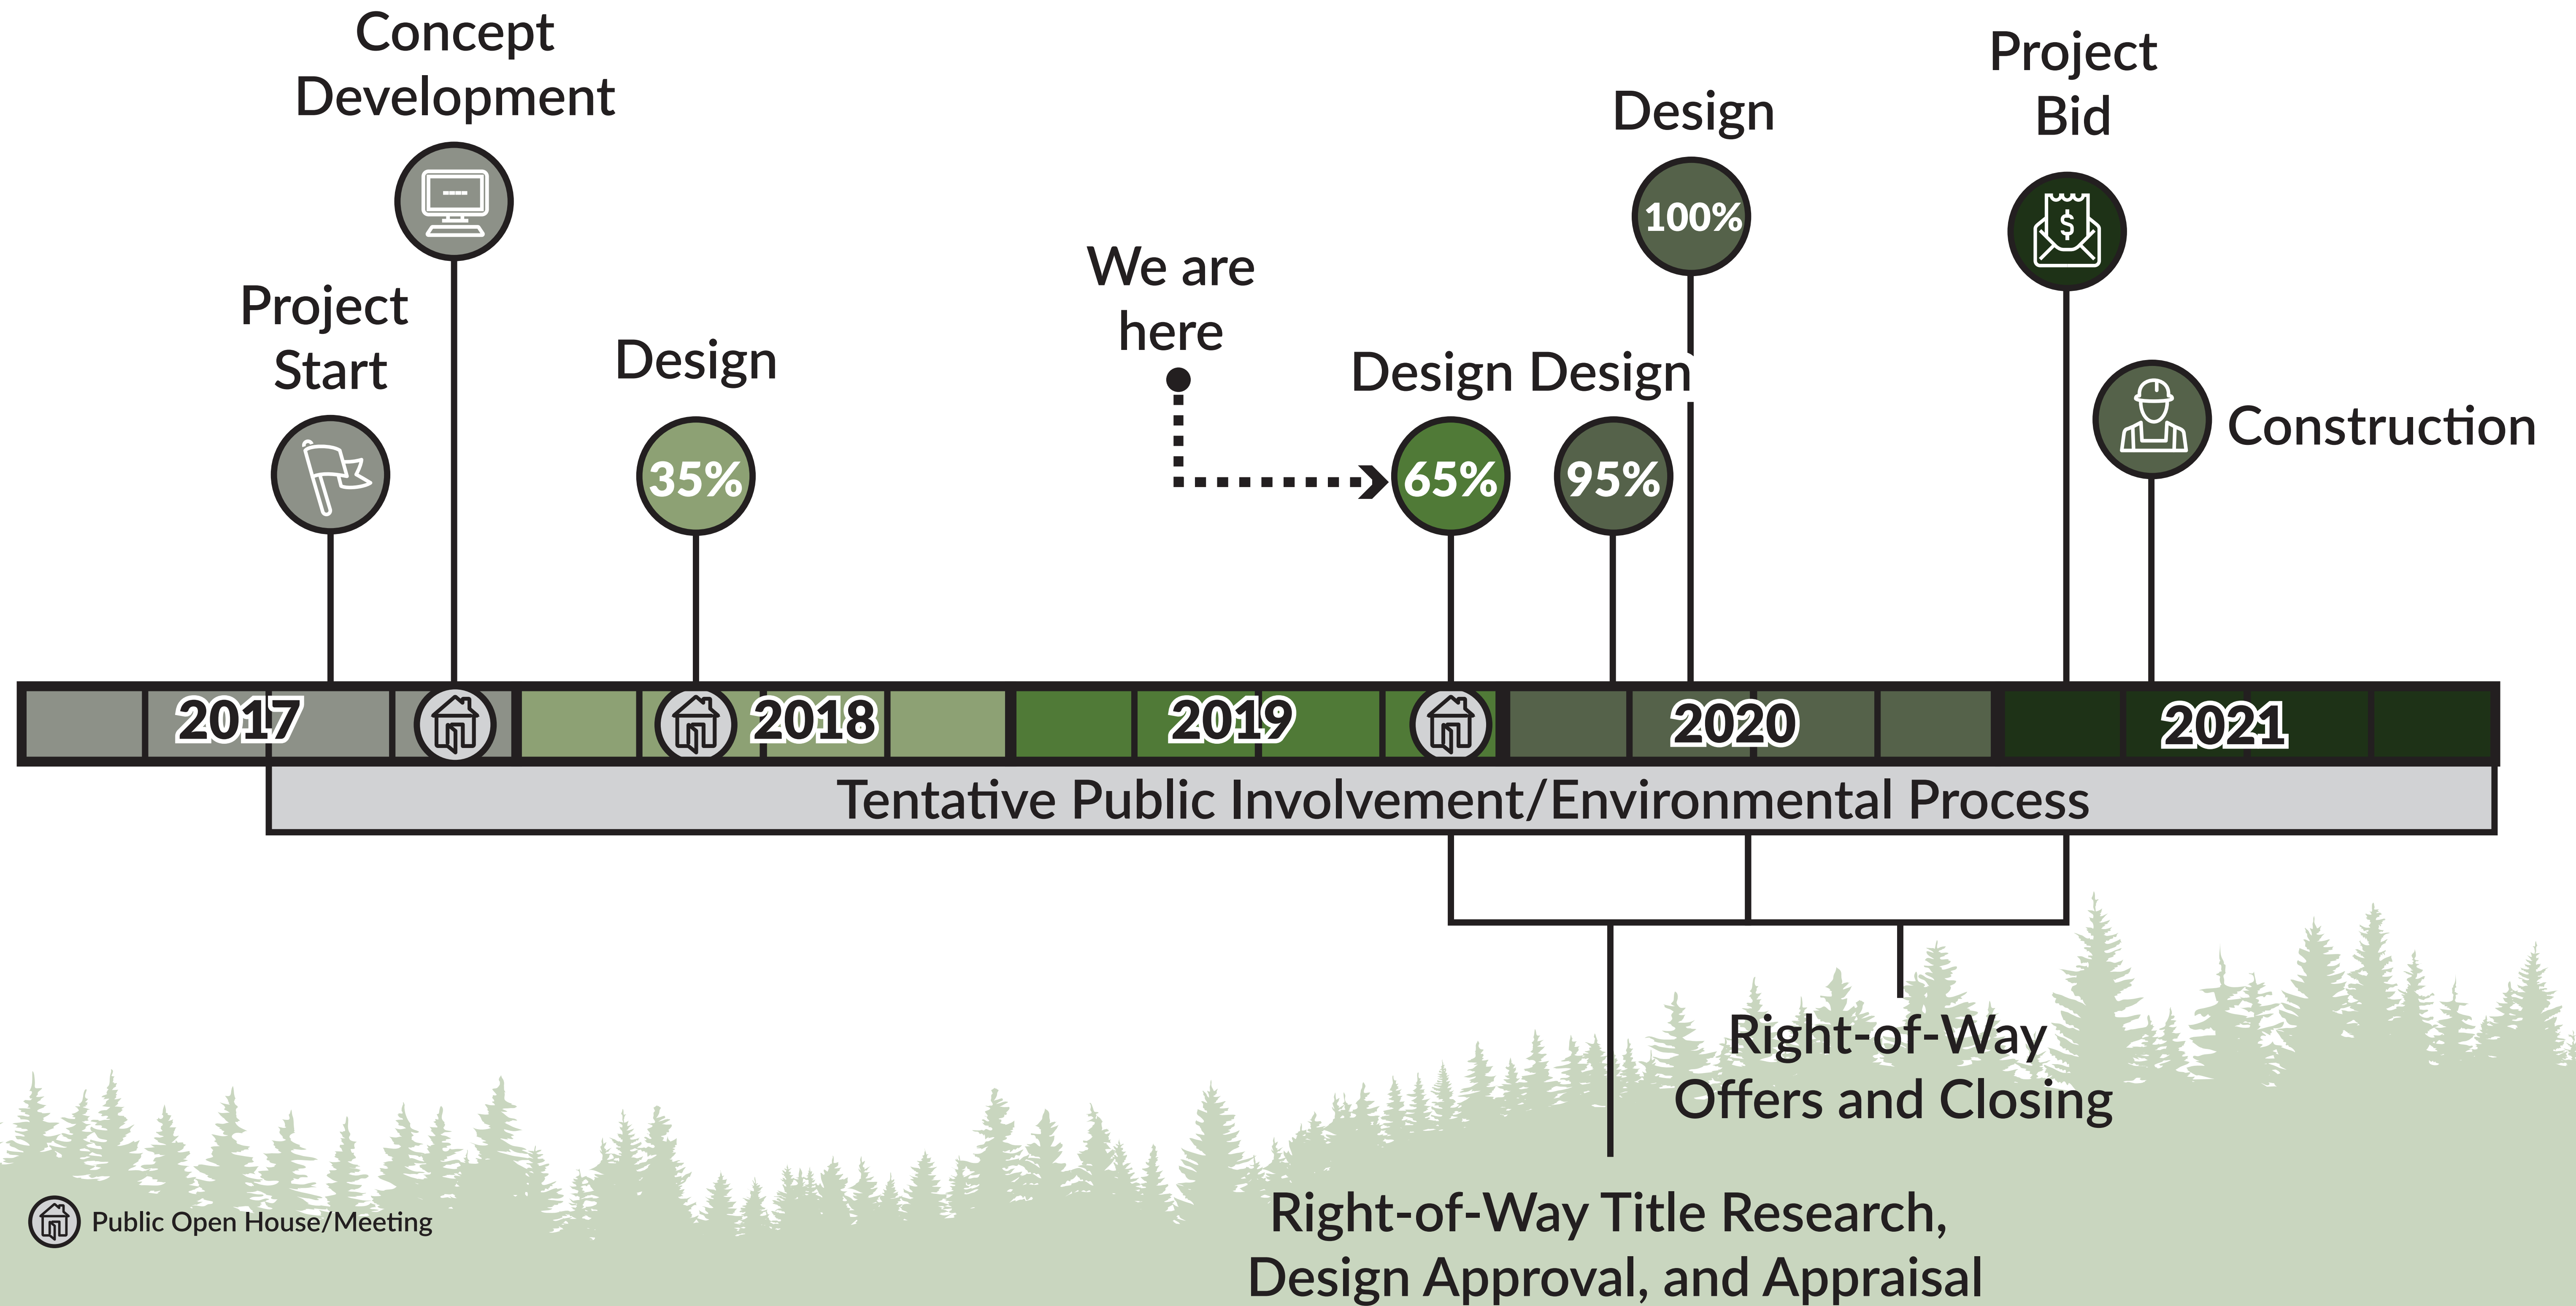 Concept
Development
Project
Start
Design
We are
here
Design
Design
Design
Project
Bid
Construction
35%
65%
95%
100%
2017
2018
2019
2020
2021
Tentative Public Involvement/Environmental Process
Right-of-Way
Offers and Closing
Right-of-Way Title Research,
Design Approval, and Appraisal
Public Open House/Meeting
$